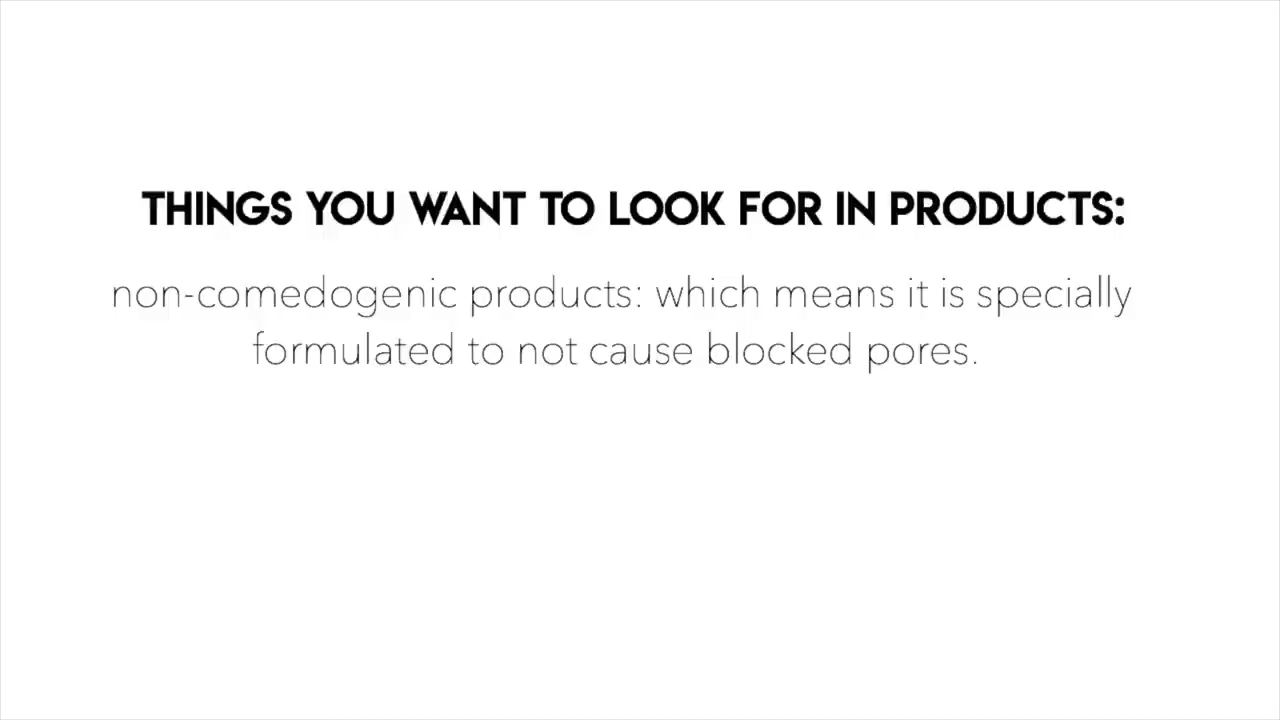 THINGS YOU WANT TO LOOK FOR IN PRODUCTS:
non-comedogenic products: which means it is specially
formulated to not cause blocked pores.